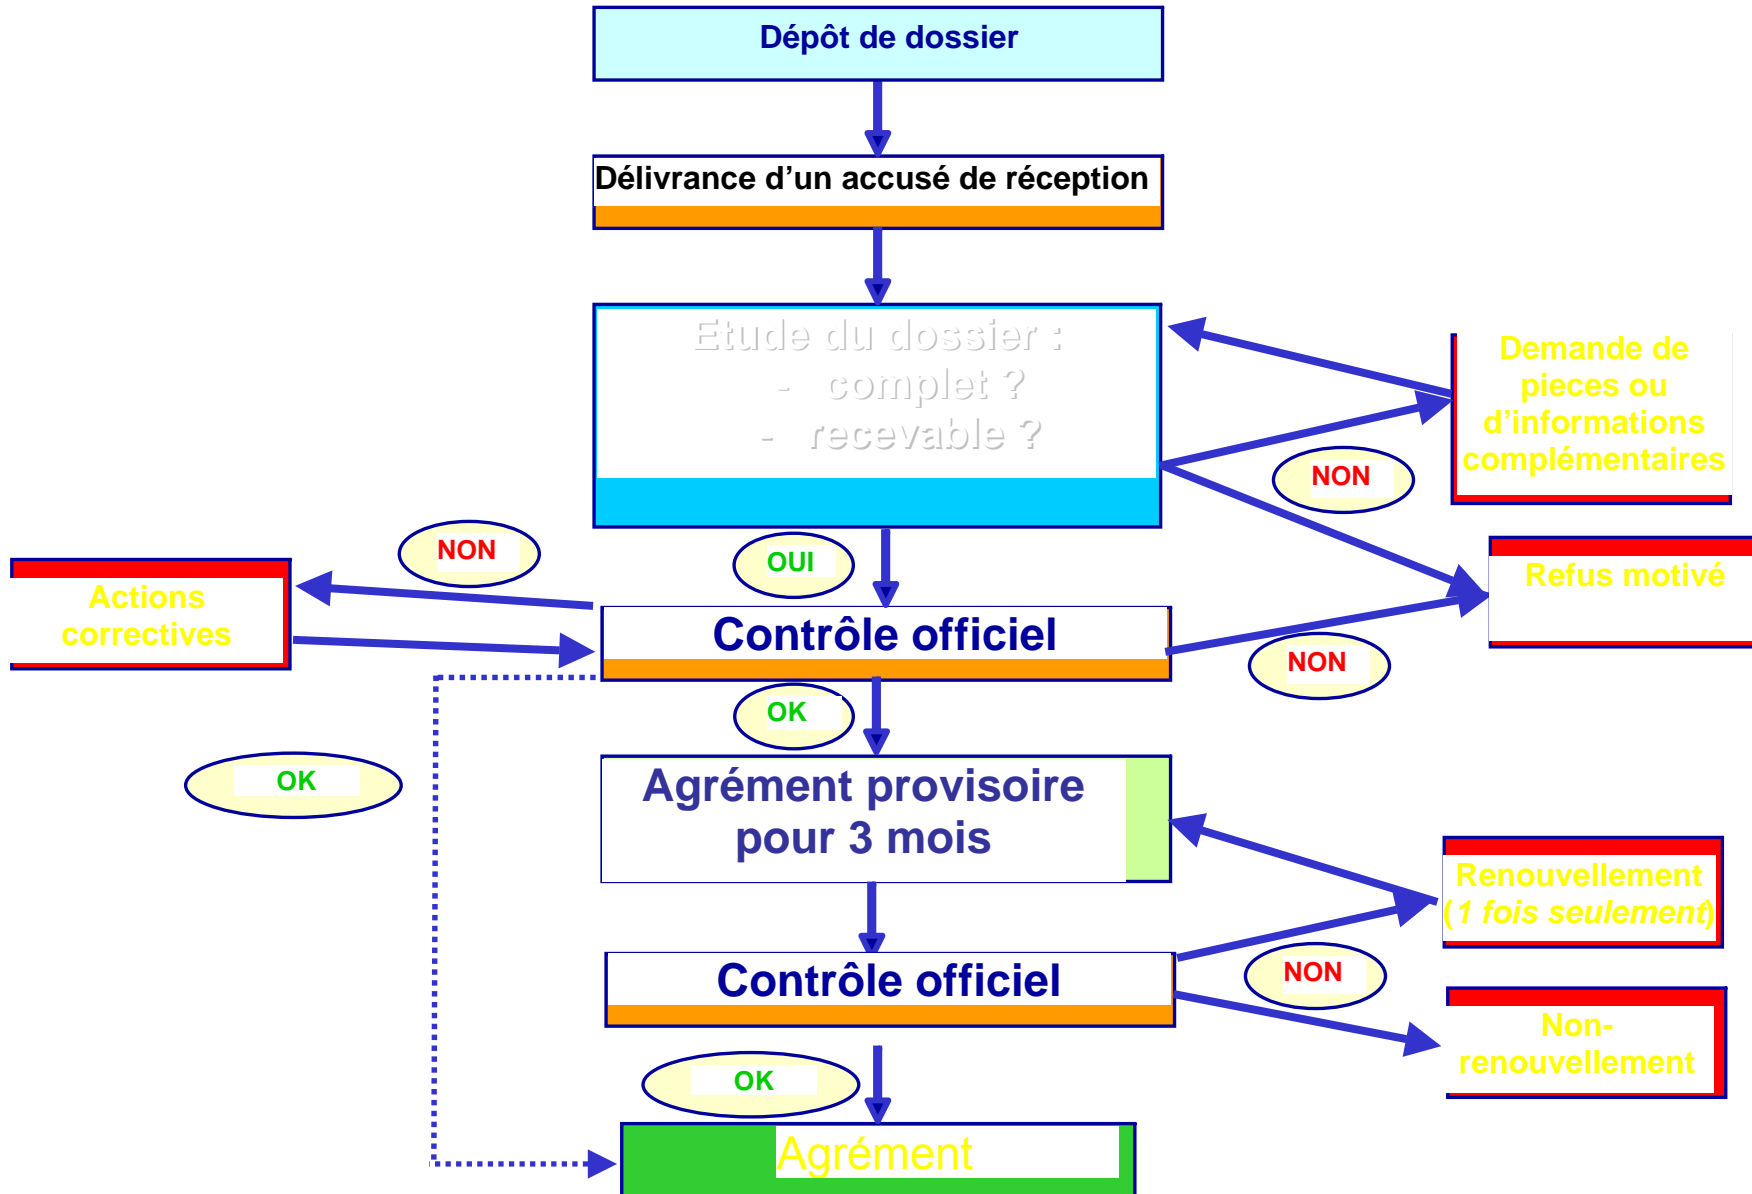 Dépôt de dossier
Délivrance d’un accusé de réception
Etude du dossier :
- complet ?
- recevable ?
Demande de
pieces ou
d’informations
complémentaires
NON
Refus motivé
OUI
NON
Actions
correctives
Contrôle officiel
NON
OK
OK
Agrément provisoire
pour 3 mois
Renouvellement
(1 fois seulement)
Contrôle officiel
NON
Non-
renouvellement
OK
Agrément